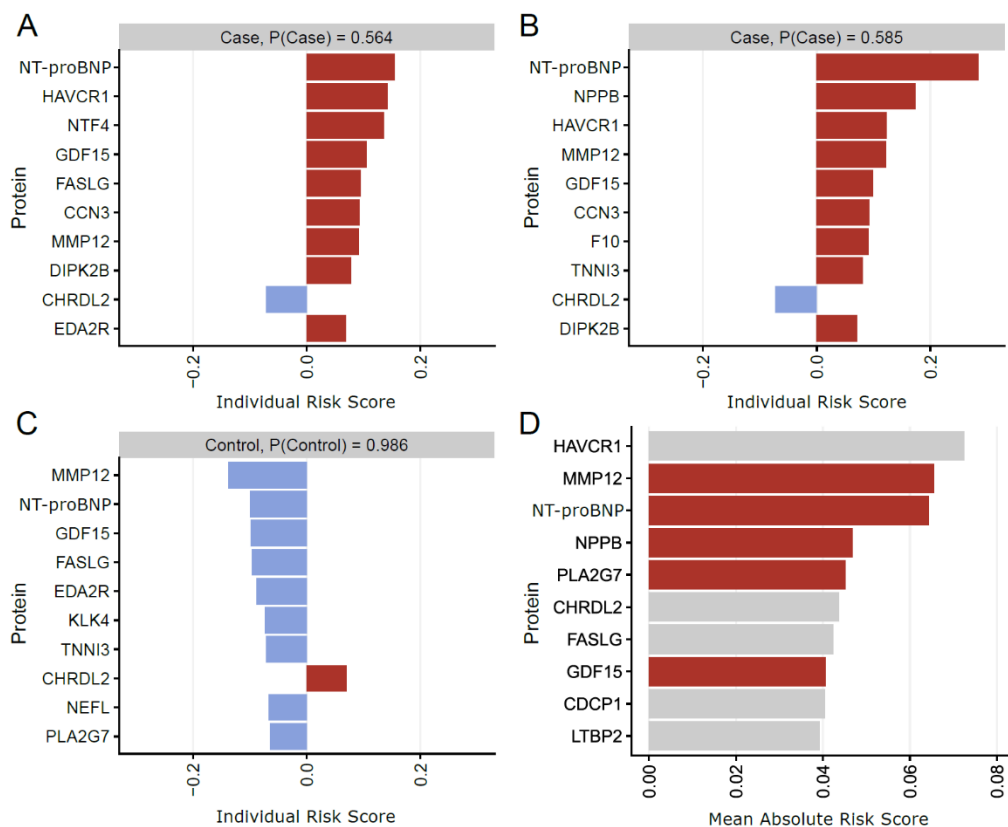 A
Case, P(Case) = 0.564
Protein
NT-proBNP
HAVCR1
NTF4
GDF15
FASLG
CCN3
MMP12
DIPK2B
CHRDL2
EDA2R
−0.2
0.0
0.2
Individual Risk Score
B
Case, P(Case) = 0.585
Protein
NT-proBNP
NPPB
HAVCR1
MMP12
GDF15
CCN3
F10
TNNI3
CHRDL2
DIPK2B
−0.2
0.0
0.2
Individual Risk Score
C
Control, P(Control) = 0.986
Protein
MMP12
NT-proBNP
GDF15
FASLG
EDA2R
KLK4
TNNI3
CHRDL2
NEFL
PLA2G7
−0.2
0.0
0.2
Individual Risk Score
D
Protein
HAVCR1
MMP12
NT-proBNP
NPPB
PLA2G7
CHRDL2
FASLG
GDF15
CDCP1
LTBP2
0.00
0.02
0.04
0.06
0.08
Mean Absolute Risk Score